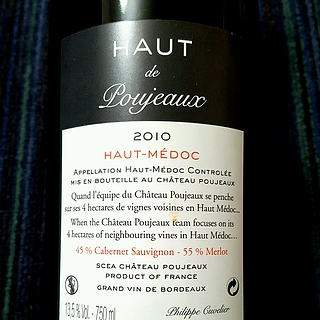 HAUT
de
Poujeaux
2010
HAUT-MÉDOC
APPELLATION HAUT-MÉDOC CONTROLÉE
MIS EN BOUTEILLE AU CHÂTEAU POUJEAUX
Quand l'équipe du Château Poujeaux se penche
sur ses 4 hectares de vignes voisines en Haut Médoc...
When the Château Poujeaux team focuses on its
4 hectares of neighbouring vines in Haut Médoc...
45 % Cabernet Sauvignon - 55 % Merlot
SCEA CHÂTEAU POUJEAUX
PRODUCT OF FRANCE
GRAND VIN DE BORDEAUX
13,5 % Vol. - 750 ml
Philippe Cuvelier